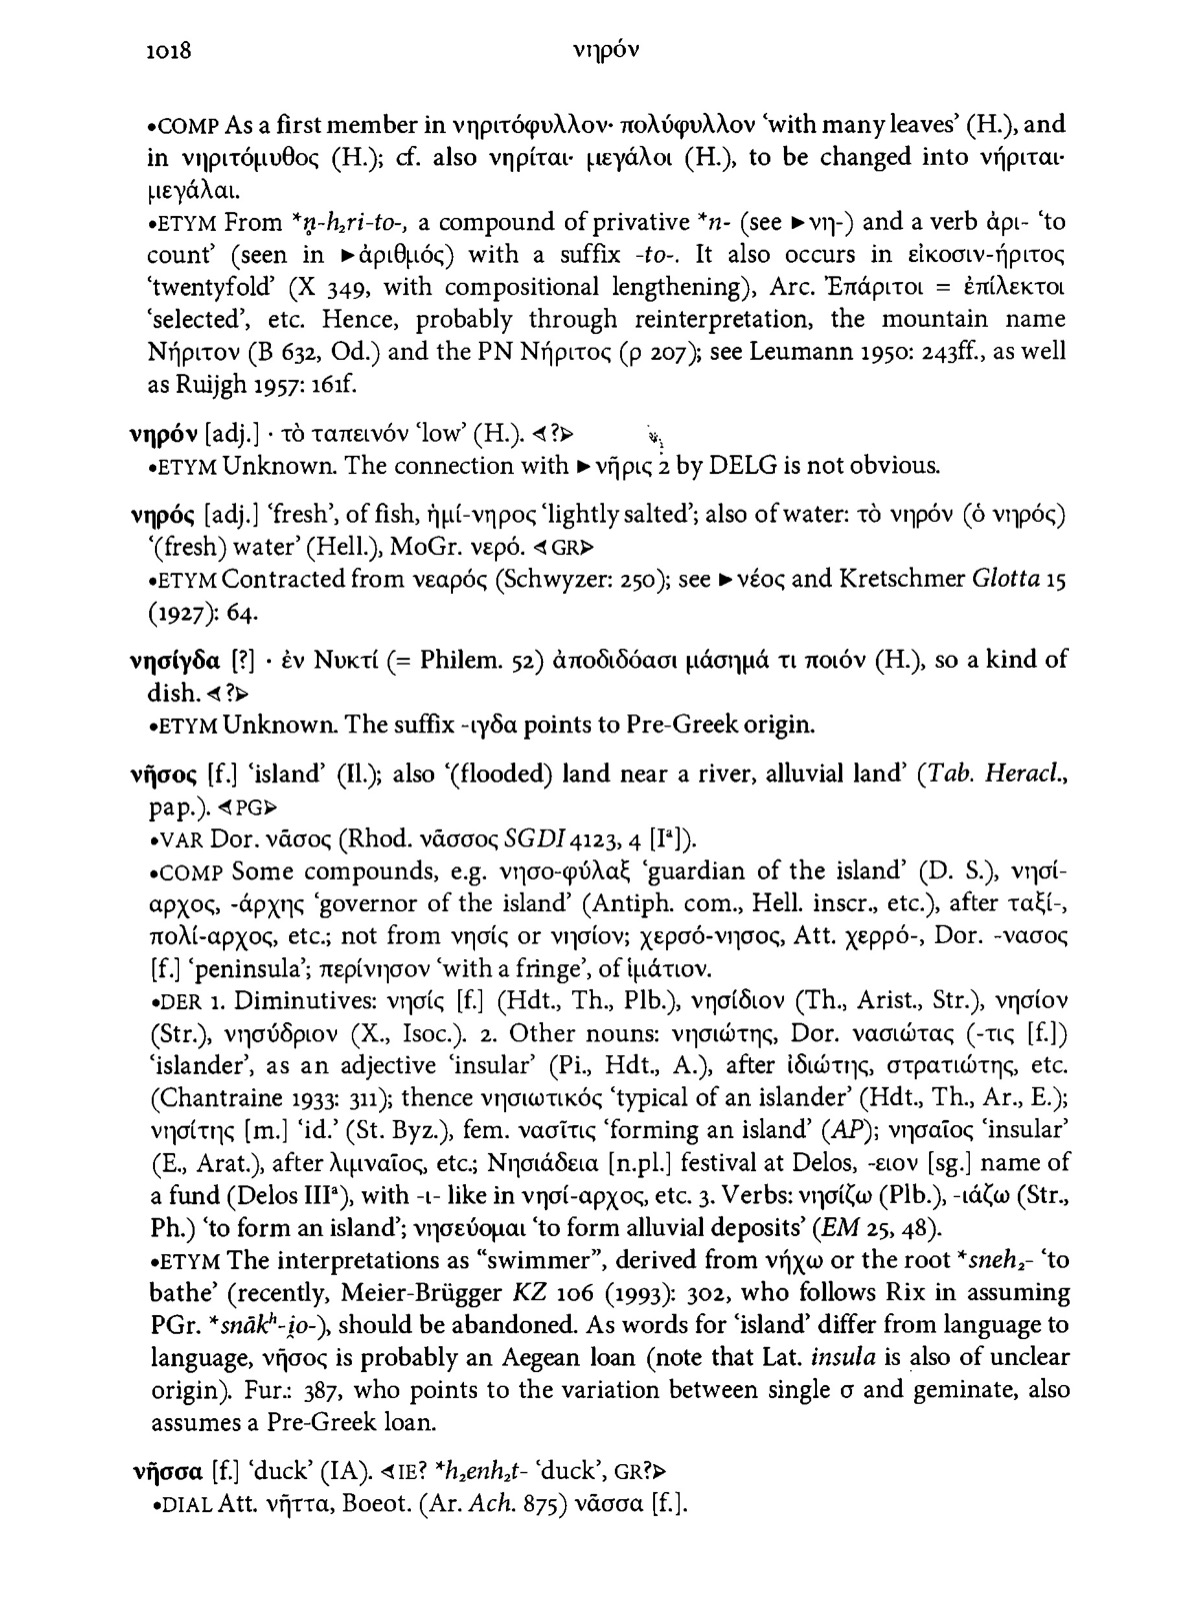 1018
νηρόν
•COMP As a first member in νηριτόφυλλον· πολύφυλλον ‘with many leaves’ (H.), and
in νηριτόμυθος (H.); cf. also νηρίται· μεγάλοι (H.), to be changed into νήριται·
μεγάλαι.
•ETYM From *n̥-h₂ri-to-, a compound of privative *n- (see ►νη-) and a verb ἀρι- ‘to
count’ (seen in ►ἀριθμός) with a suffix -to-. It also occurs in εἰκοσιν-ήριτος
‘twentyfold’ (X 349, with compositional lengthening), Arc. Ἐπάριτοι = ἐπίλεκτοι
‘selected’, etc. Hence, probably through reinterpretation, the mountain name
Νήριτον (B 632, Od.) and the PN Νήριτος (ρ 207); see Leumann 1950: 243ff., as well
as Ruijgh 1957: 161f.
νηρόν [adj.] · τὸ ταπεινόν ‘low’ (H.). ⊲?⊳
•ETYM Unknown. The connection with ►νῆρις 2 by DELG is not obvious.
νηρός [adj.] ‘fresh’, of fish, ἡμί-νηρος ‘lightly salted’; also of water: τὸ νηρόν (ὁ νηρός)
‘(fresh) water’ (Hell.), MoGr. νερό. ⊲GR⊳
•ETYM Contracted from νεαρός (Schwyzer: 250); see ►νέος and Kretschmer Glotta 15
(1927): 64.
νησίγδα [?] · ἐν Νυκτί (= Philem. 52) ἀποδιδόασι μάσημά τι ποιόν (H.), so a kind of
dish. ⊲?⊳
•ETYM Unknown. The suffix -ιγδα points to Pre-Greek origin.
νῆσος [f.] ‘island’ (Il.); also ‘(flooded) land near a river, alluvial land’ (Tab. Heracl.,
pap.). ⊲PG⊳
•VAR Dor. νᾶσος (Rhod. νᾶσσος SGDI 4123, 4 [Iª]).
•COMP Some compounds, e.g. νησο-φύλαξ ‘guardian of the island’ (D. S.), νησί-
αρχος, -άρχης ‘governor of the island’ (Antiph. com., Hell. inscr., etc.), after ταξί-,
πολί-αρχος, etc.; not from νησίς or νησίον; χερσό-νησος, Att. χερρό-, Dor. -νασος
[f.] ‘peninsula’; περίνησον ‘with a fringe’, of ἱμάτιον.
•DER 1. Diminutives: νησίς [f.] (Hdt., Th., Plb.), νησίδιον (Th., Arist., Str.), νησίον
(Str.), νησύδριον (X., Isoc.). 2. Other nouns: νησιώτης, Dor. νασιώτας (-τις [f.])
‘islander’, as an adjective ‘insular’ (Pi., Hdt., A.), after ἰδιώτης, στρατιώτης, etc.
(Chantraine 1933: 311); thence νησιωτικός ‘typical of an islander’ (Hdt., Th., Ar., E.);
νησίτης [m.] ‘id.’ (St. Byz.), fem. νασῖτις ‘forming an island’ (AP); νησαῖος ‘insular’
(E., Arat.), after λιμναῖος, etc.; Νησιάδεια [n.pl.] festival at Delos, -ειον [sg.] name of
a fund (Delos IIIª), with -ι- like in νησί-αρχος, etc. 3. Verbs: νησίζω (Plb.), -ιάζω (Str.,
Ph.) ‘to form an island’; νησεύομαι ‘to form alluvial deposits’ (EM 25, 48).
•ETYM The interpretations as “swimmer”, derived from νήχω or the root *sneh₂- ‘to
bathe’ (recently, Meier-Brügger KZ 106 (1993): 302, who follows Rix in assuming
PGr. *snākʰ-i̯o-), should be abandoned. As words for ‘island’ differ from language to
language, νῆσος is probably an Aegean loan (note that Lat. insula is also of unclear
origin). Fur.: 387, who points to the variation between single σ and geminate, also
assumes a Pre-Greek loan.
νῆσσα [f.] ‘duck’ (IA). ⊲IE? *h₂enh₂t- ‘duck’, GR?⊳
•DIAL Att. νῆττα, Boeot. (Ar. Ach. 875) νᾶσσα [f.].